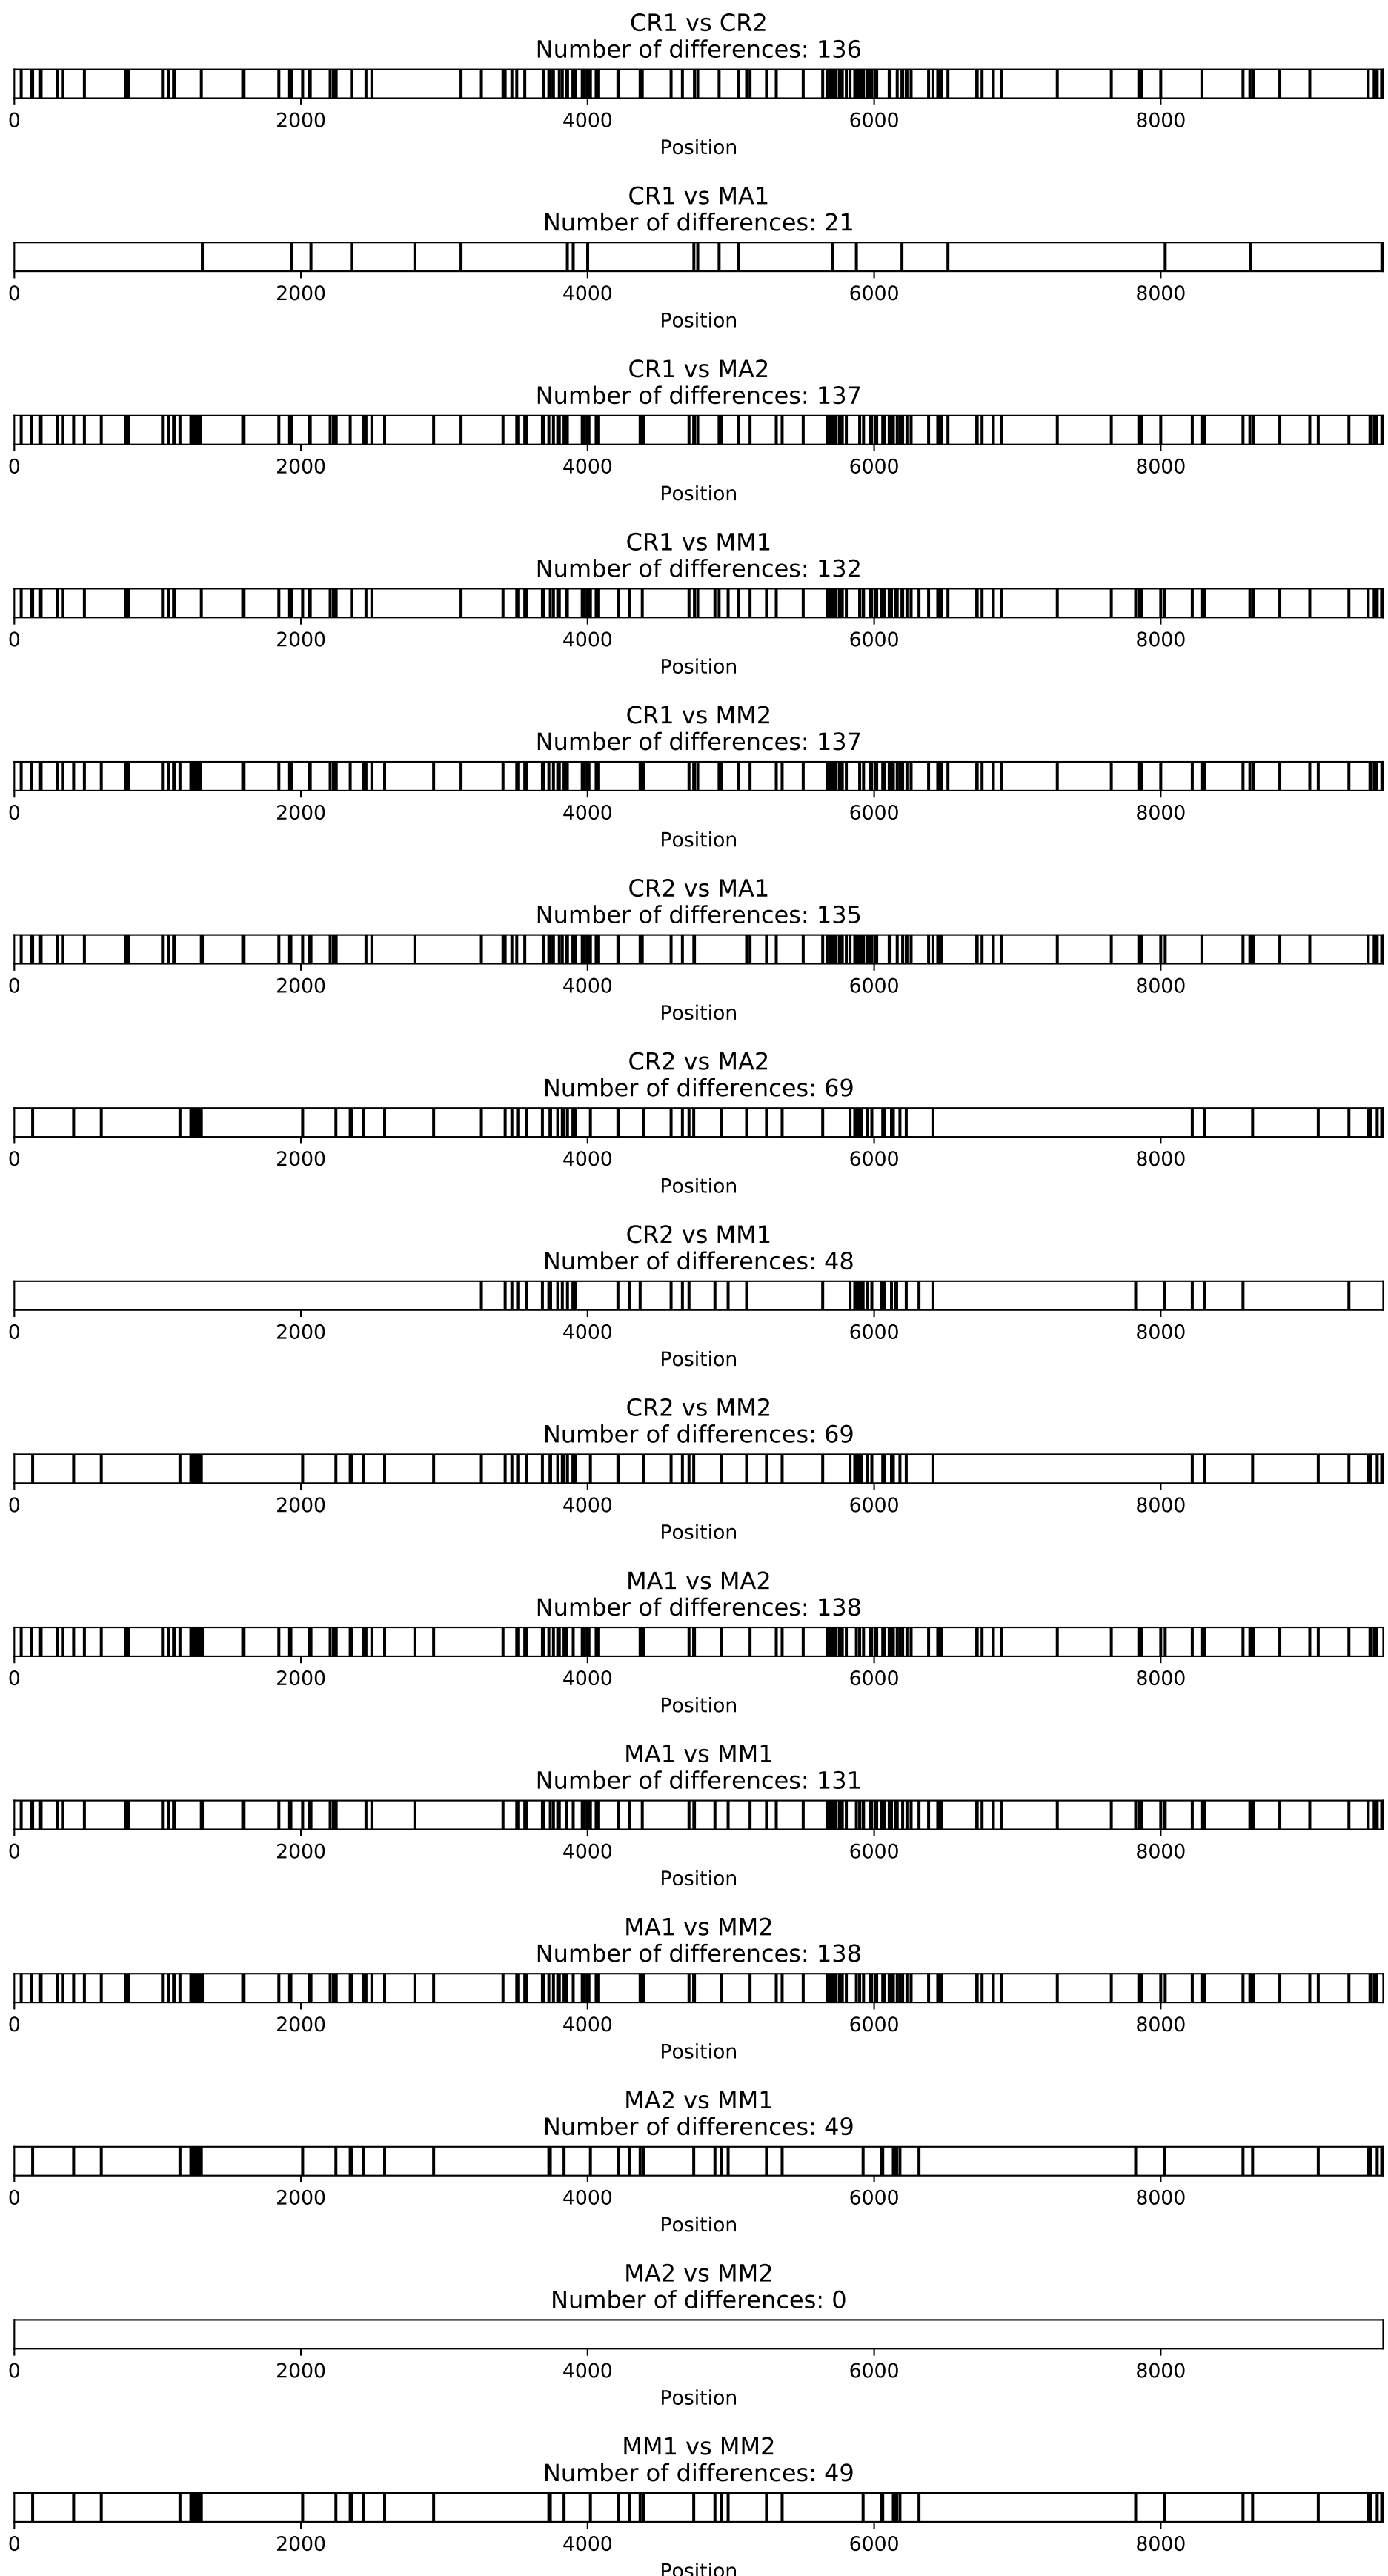 CR1 vs CR2
Number of differences: 136
0 2000 4000 6000 8000
Position
CR1 vs MA1
Number of differences: 21
0 2000 4000 6000 8000
Position
CR1 vs MA2
Number of differences: 137
0 2000 4000 6000 8000
Position
CR1 vs MM1
Number of differences: 132
0 2000 4000 6000 8000
Position
CR1 vs MM2
Number of differences: 137
0 2000 4000 6000 8000
Position
CR2 vs MA1
Number of differences: 135
0 2000 4000 6000 8000
Position
CR2 vs MA2
Number of differences: 69
0 2000 4000 6000 8000
Position
CR2 vs MM1
Number of differences: 48
0 2000 4000 6000 8000
Position
CR2 vs MM2
Number of differences: 69
0 2000 4000 6000 8000
Position
MA1 vs MA2
Number of differences: 138
0 2000 4000 6000 8000
Position
MA1 vs MM1
Number of differences: 131
0 2000 4000 6000 8000
Position
MA1 vs MM2
Number of differences: 138
0 2000 4000 6000 8000
Position
MA2 vs MM1
Number of differences: 49
0 2000 4000 6000 8000
Position
MA2 vs MM2
Number of differences: 0
0 2000 4000 6000 8000
Position
MM1 vs MM2
Number of differences: 49
0 2000 4000 6000 8000
Position